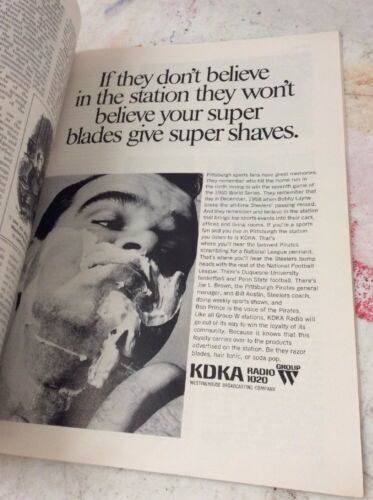 If they don't believe
in the station they won't
believe your super
blades give super shaves.
Pittsburgh sports fans have great memories.
They remember who hit the home run in
the ninth inning to win the seventh game of
the 1960 World Series. They remember that
day in December, 1958 when Bobby Layne
broke the all-time Steelers' passing record.
And they remember and believe in the station
that brings top sports events into their cars,
offices and living rooms. If you're a sports
fan and you live in Pittsburgh the station
you listen to is KDKA. That's
where you'll hear the beloved Pirates
scrambling for a National League pennant.
That's where you'll hear the Steelers bump
heads with the rest of the National Football
League. There's Duquesne University
basketball and Penn State football. There's
Joe L. Brown, the Pittsburgh Pirates general
manager, and Bill Austin, Steelers coach,
doing weekly sports shows, and
Bob Prince is the voice of the Pirates.
Like all Group W stations, KDKA Radio will
go out of its way to win the loyalty of its
community. Because it knows that this
loyalty carries over to the products
advertised on the station. Be they razor
blades, hair tonic, or soda pop.
KDKA RADIO 1020 GROUP W
WESTINGHOUSE BROADCASTING COMPANY